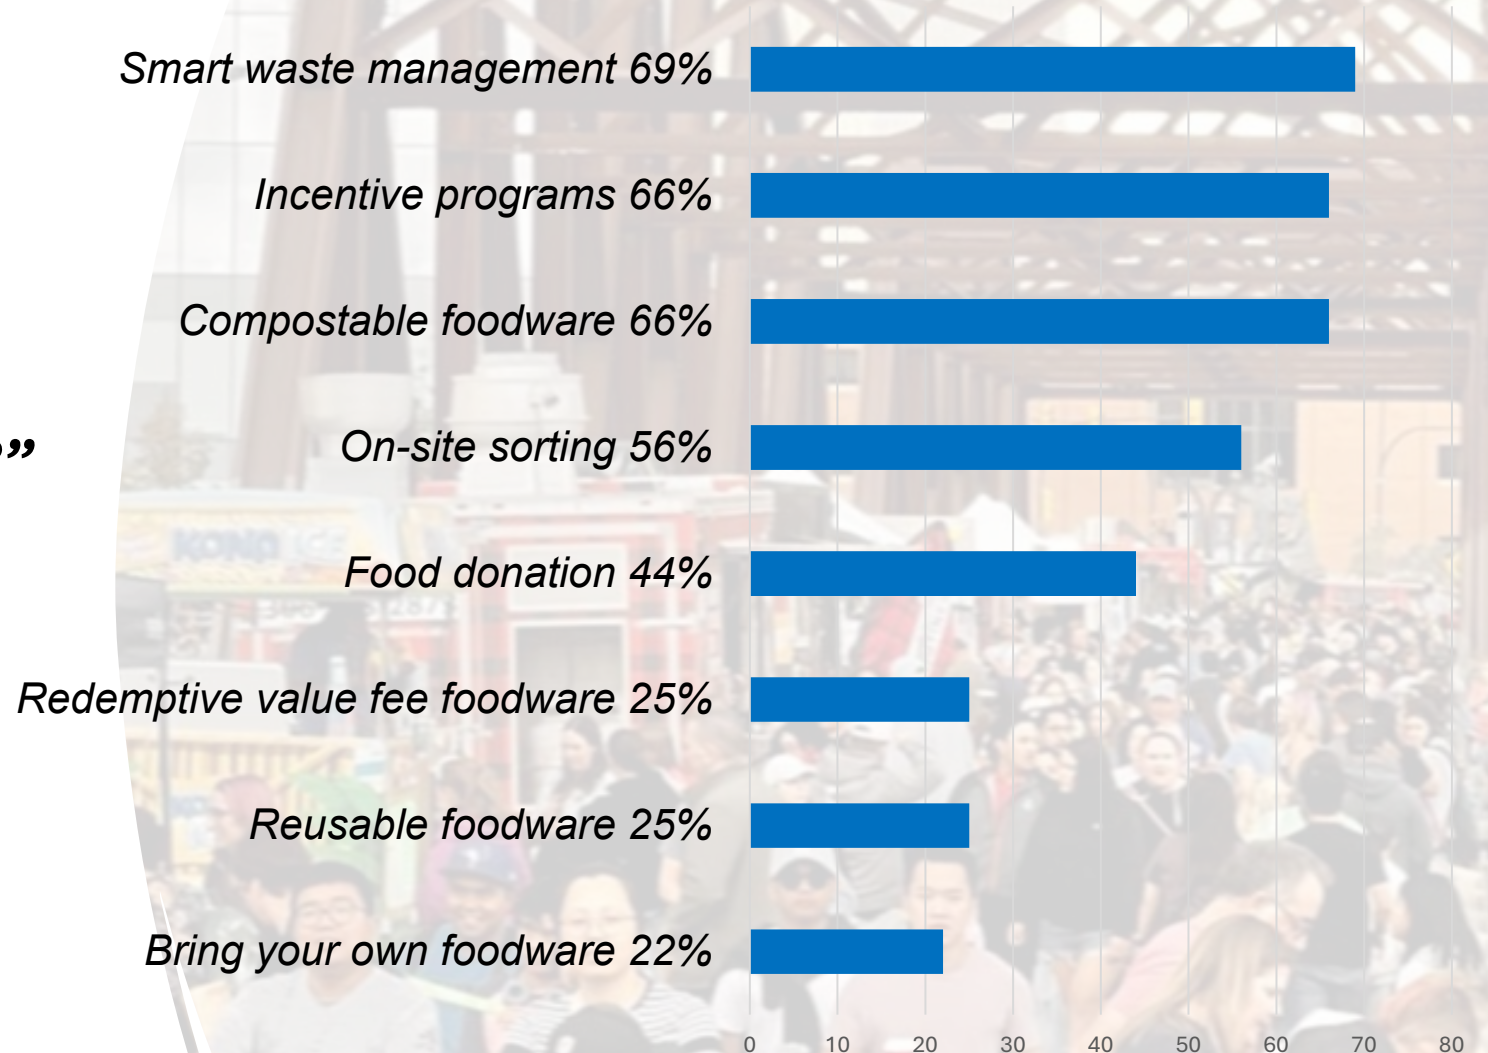 Smart waste management 69%
Incentive programs 66%
Compostable foodware 66%
”
On-site sorting 56%
KONA ICE
Food donation 44%
Redemptive value fee foodware 25%
Reusable foodware 25%
Bring your own foodware 22%
0 10 20 30 40 50 60 70 80